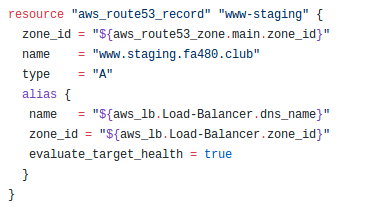 resource "aws_route53_record" "www-staging" {
  zone_id = "${aws_route53_zone.main.zone_id}"
  name    = "www.staging.fa480.club"
  type    = "A"
  alias {
   name   = "${aws_lb.Load-Balancer.dns_name}"
   zone_id = "${aws_lb.Load-Balancer.zone_id}"
   evaluate_target_health = true
  }
}